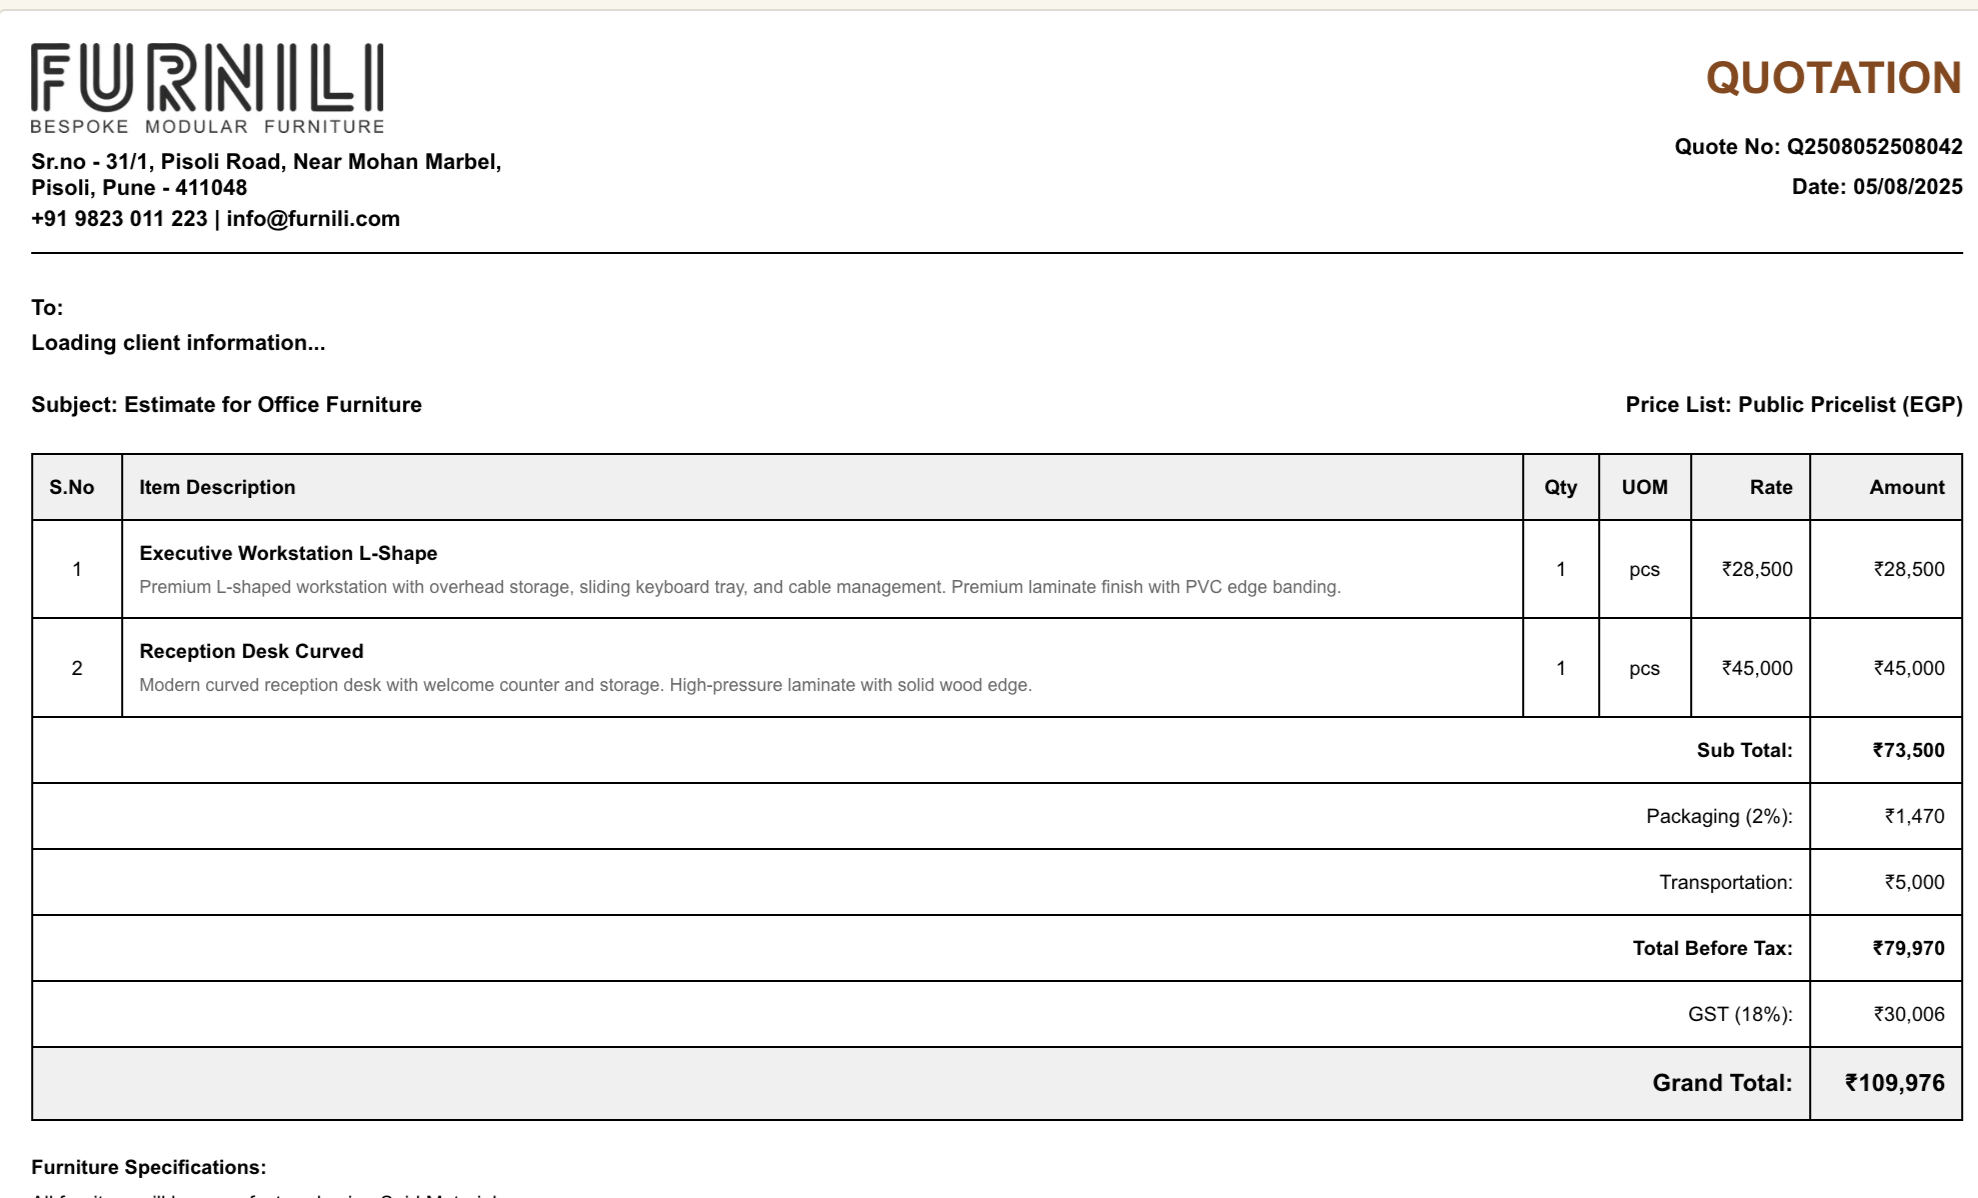 FURNILI
BESPOKE MODULAR FURNITURE
Sr.no - 31/1, Pisoli Road, Near Mohan Marbel,
Pisoli, Pune - 411048
+91 9823 011 223 | info@furnili.com
QUOTATION
Quote No: Q2508052508042
Date: 05/08/2025
To:
Loading client information...
Subject: Estimate for Office Furniture
Price List: Public Pricelist (EGP)
S.No Item Description Qty UOM Rate Amount
1 Executive Workstation L-Shape 1 pcs ₹28,500 ₹28,500
Premium L-shaped workstation with overhead storage, sliding keyboard tray, and cable management. Premium laminate finish with PVC edge banding.
2 Reception Desk Curved 1 pcs ₹45,000 ₹45,000
Modern curved reception desk with welcome counter and storage. High-pressure laminate with solid wood edge.
Sub Total: ₹73,500
Packaging (2%): ₹1,470
Transportation: ₹5,000
Total Before Tax: ₹79,970
GST (18%): ₹30,006
Grand Total: ₹109,976
Furniture Specifications: